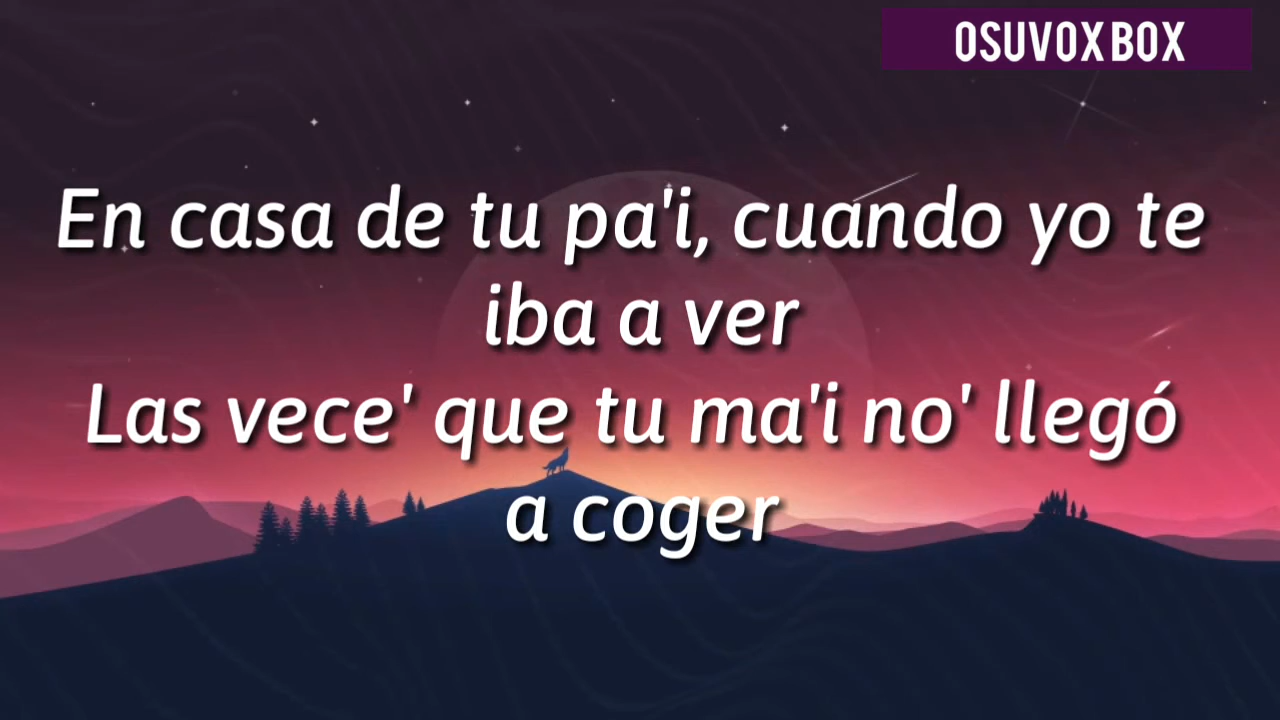 OSUVOX BOX
En casa de tu pa'i, cuando yo te
iba a ver
Las vece' que tu ma'i no' llegó
a coger